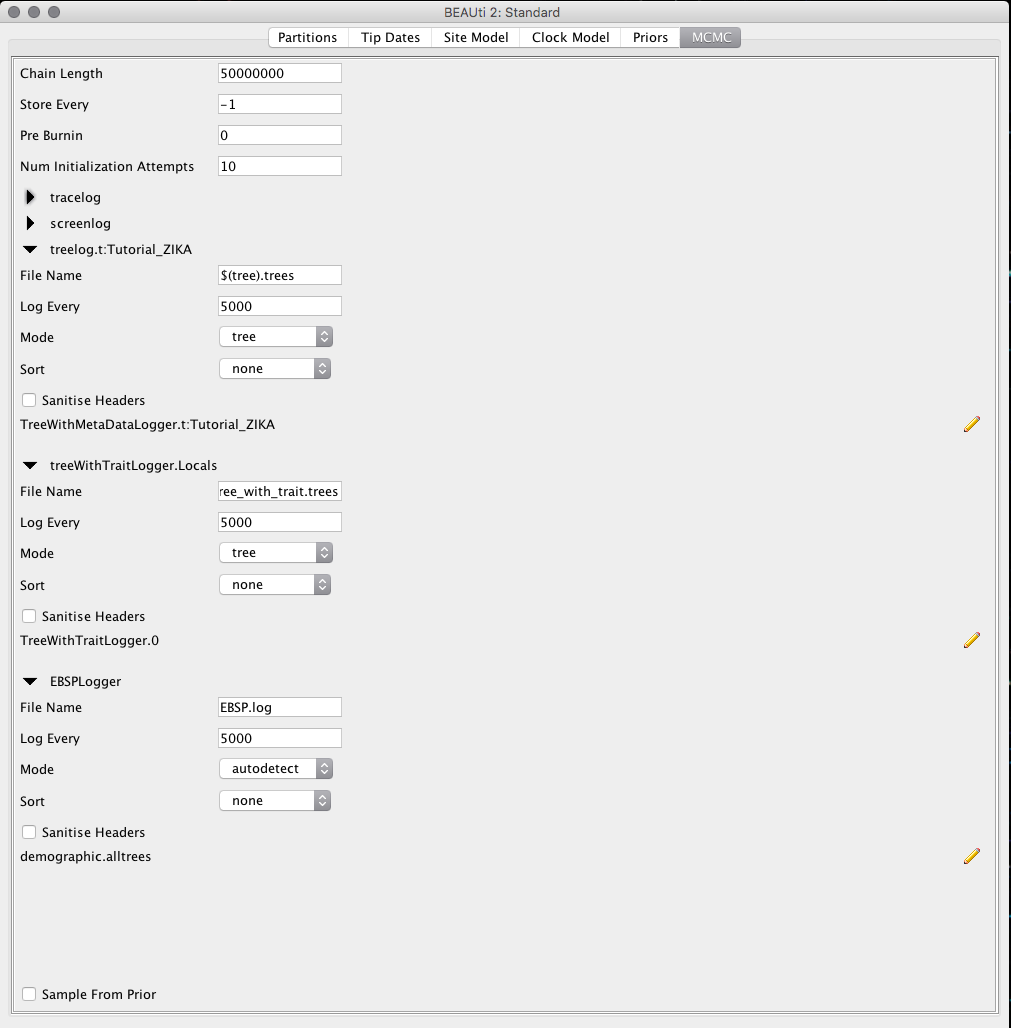 BEAUti 2: Standard
Partitions Tip Dates Site Model Clock Model Priors MCMC
Chain Length 50000000
Store Every -1
Pre Burnin 0
Num Initialization Attempts 10
tracelog
screenlog
treelog.t:Tutorial_ZIKA
File Name $(tree).trees
Log Every 5000
Mode tree
Sort none
Sanitise Headers
TreeWithMetaDataLogger.t:Tutorial_ZIKA
treeWithTraitLogger.Locals
File Name ree_with_trait.trees
Log Every 5000
Mode tree
Sort none
Sanitise Headers
TreeWithTraitLogger.0
EBSPLogger
File Name EBSP.log
Log Every 5000
Mode autodetect
Sort none
Sanitise Headers
demographic.alltrees
Sample From Prior